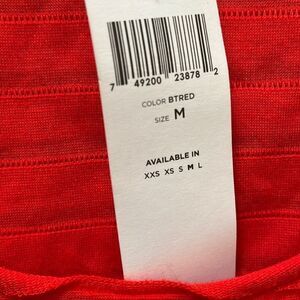 7 49200 23878 2
COLOR BTRED
SIZE M
AVAILABLE IN
XXS XS S M L